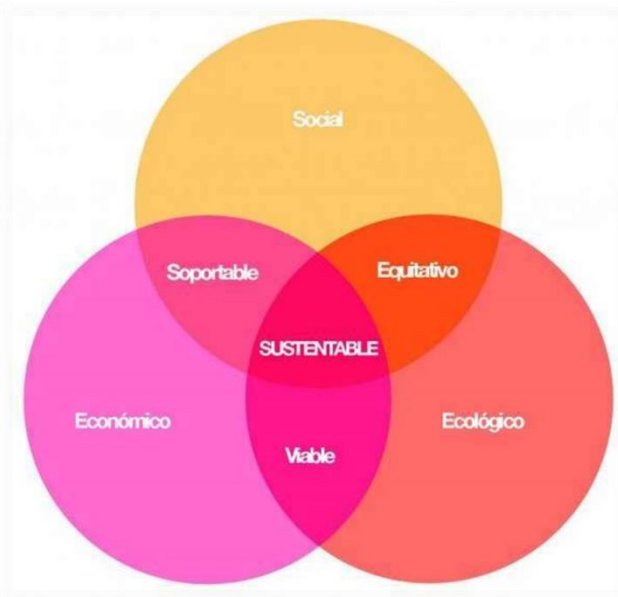 Social
Soportable
Equitativo
SUSTENTABLE
Económico
Ecológico
Viable